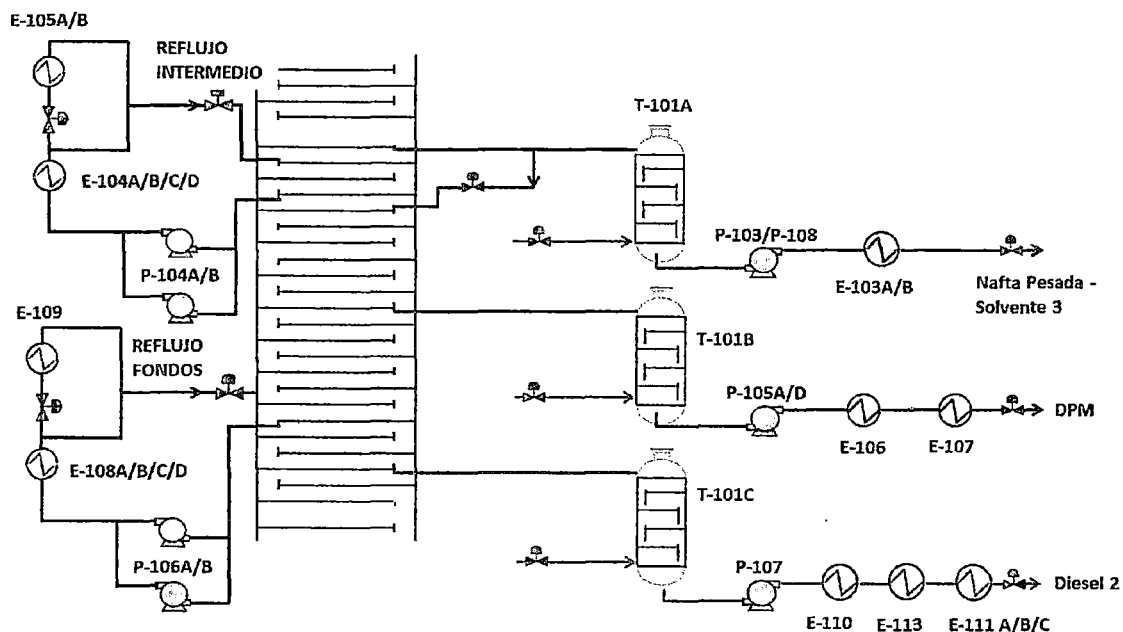 E-105A/B
REFLUJO
INTERMEDIO
T-101A
E-104A/B/C/D
P-103/P-108
P-104A/B
E-103A/B
Nafta Pesada -
Solvente 3
E-109
REFLUJO
FONDOS
T-101B
P-105A/D
DPM
E-106
E-107
E-108A/B/C/D
T-101C
P-106A/B
P-107
Diesel 2
E-110
E-113
E-111 A/B/C